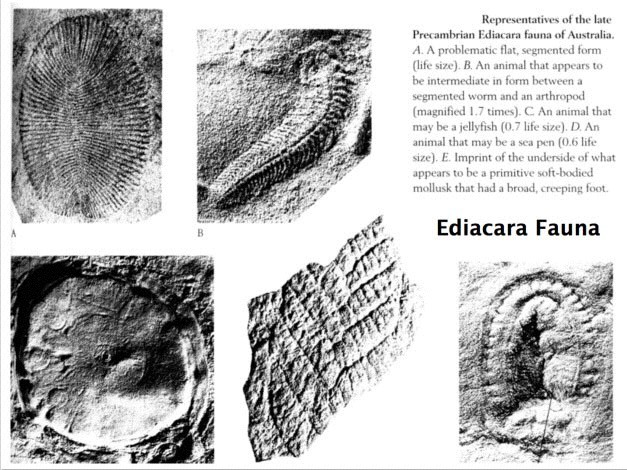 Representatives of the late
Precambrian Ediacara fauna of Australia.
A. A problematic flat, segmented form
(life size). B. An animal that appears to
be intermediate in form between a
segmented worm and an arthropod
(magnified 1.7 times). C. An animal that
may be a jellyfish (0.7 life size). D. An
animal that may be a sea pen (0.6 life
size). E. Imprint of the underside of what
appears to be a primitive soft-bodied
mollusk that had a broad, creeping foot.
A
B
Ediacara Fauna